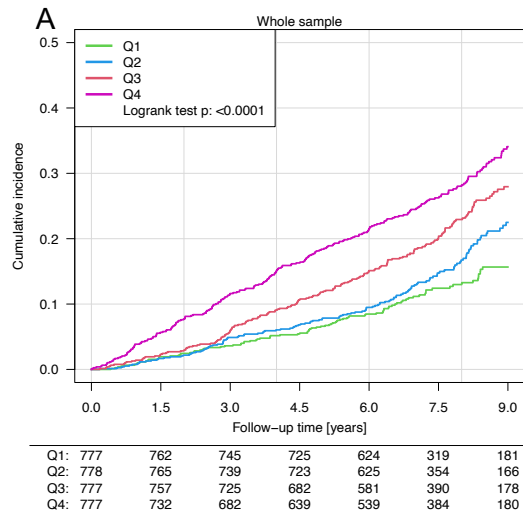 A
Whole sample
Q1
Q2
Q3
Q4
Logrank test p: <0.0001
0.5
0.4
0.3
0.2
0.1
0.0
Cumulative incidence
0.0 1.5 3.0 4.5 6.0 7.5 9.0
Follow−up time [years]
Q1: 777 762 745 725 624 319 181
Q2: 778 765 739 723 625 354 166
Q3: 777 757 725 682 581 390 178
Q4: 777 732 682 639 539 384 180